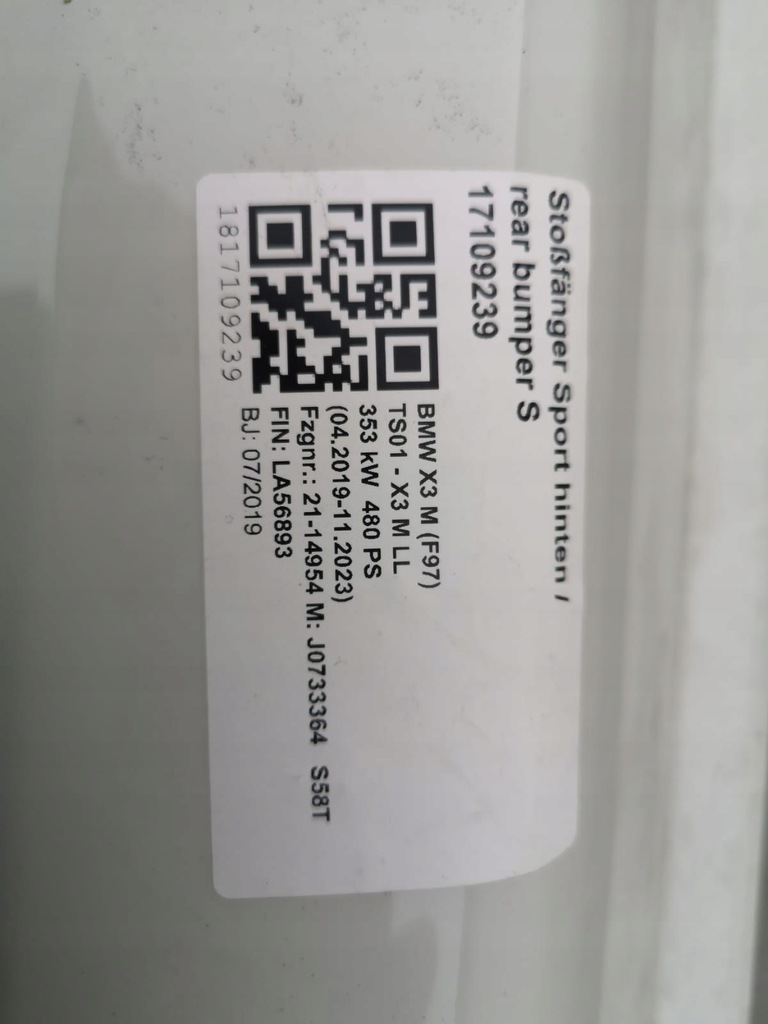 Stoßfänger Sport hinten /
rear bumper S
17109239
BMW X3 M (F97)
TS01 - X3 M LL
353 kW 480 PS
(04.2019-11.2023)
Fzgnr.: 21-14954 M: J0733364 S58T
FIN: LA56893
BJ: 07/2019
1817109239